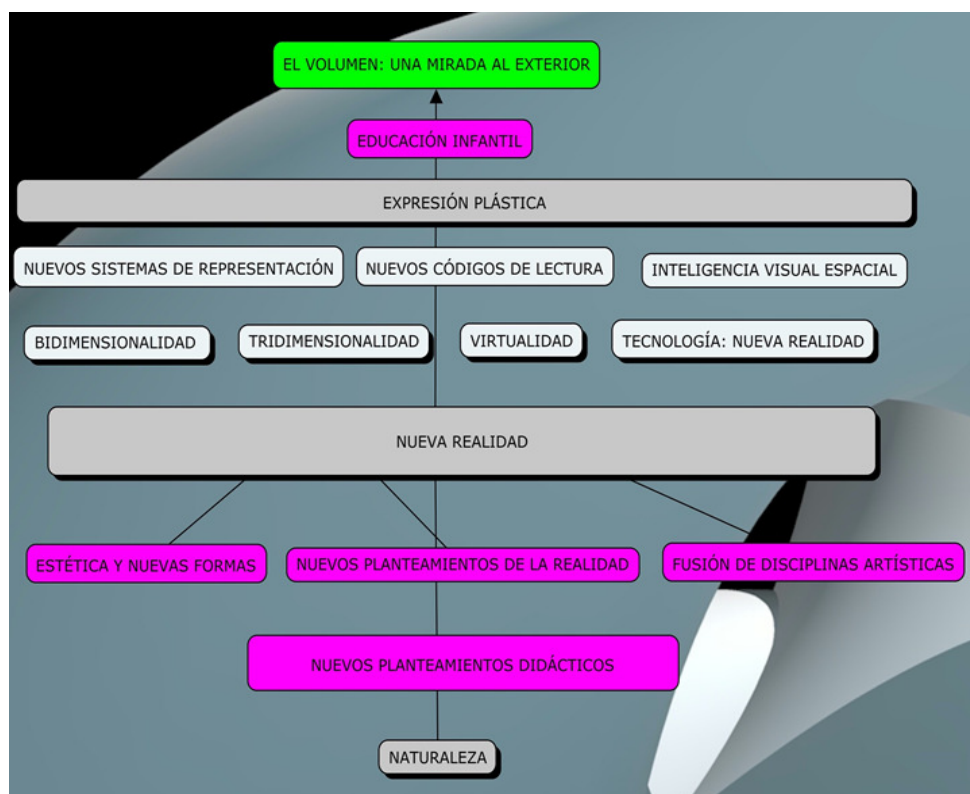 EL VOLUMEN: UNA MIRADA AL EXTERIOR
EDUCACIÓN INFANTIL
EXPRESIÓN PLÁSTICA
NUEVOS SISTEMAS DE REPRESENTACIÓN
NUEVOS CÓDIGOS DE LECTURA
INTELIGENCIA VISUAL ESPACIAL
BIDIMENSIONALIDAD
TRIDIMENSIONALIDAD
VIRTUALIDAD
TECNOLOGÍA: NUEVA REALIDAD
NUEVA REALIDAD
ESTÉTICA Y NUEVAS FORMAS
NUEVOS PLANTEAMIENTOS DE LA REALIDAD
FUSIÓN DE DISCIPLINAS ARTÍSTICAS
NUEVOS PLANTEAMIENTOS DIDÁCTICOS
NATURALEZA